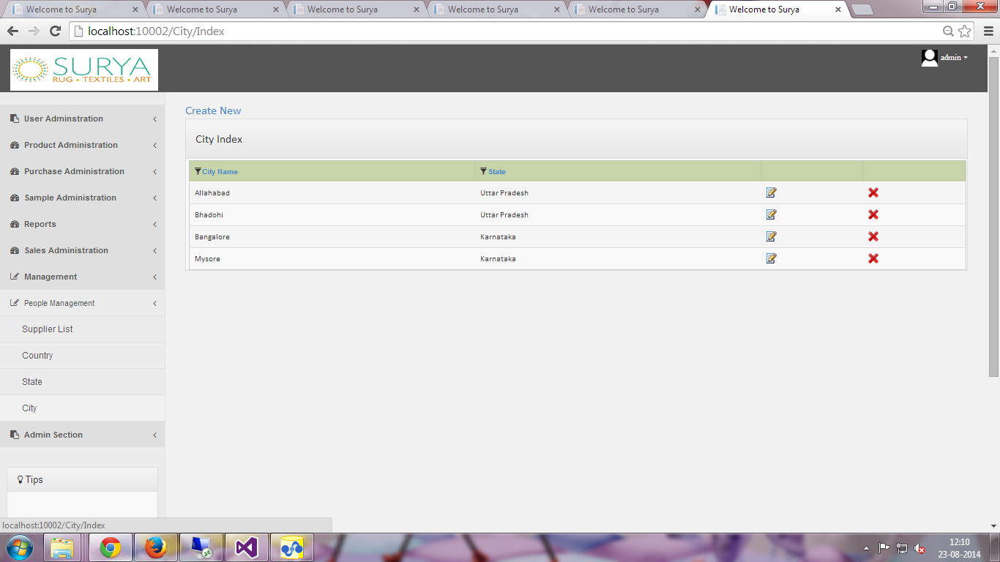 Welcome to Surya
Welcome to Surya
Welcome to Surya
Welcome to Surya
Welcome to Surya
Welcome to Surya
localhost:10002/City/Index
SURYA
RUG • TEXTILES • ART
admin
User Adminstration
Product Administration
Purchase Administration
Sample Administration
Reports
Sales Administration
Management
People Management
Supplier List
Country
State
City
Admin Section
Tips
Create New
City Index
City Name State
Allahabad Uttar Pradesh
Bhadohi Uttar Pradesh
Bangalore Karnataka
Mysore Karnataka
localhost:10002/City/Index
12:10
23-08-2014